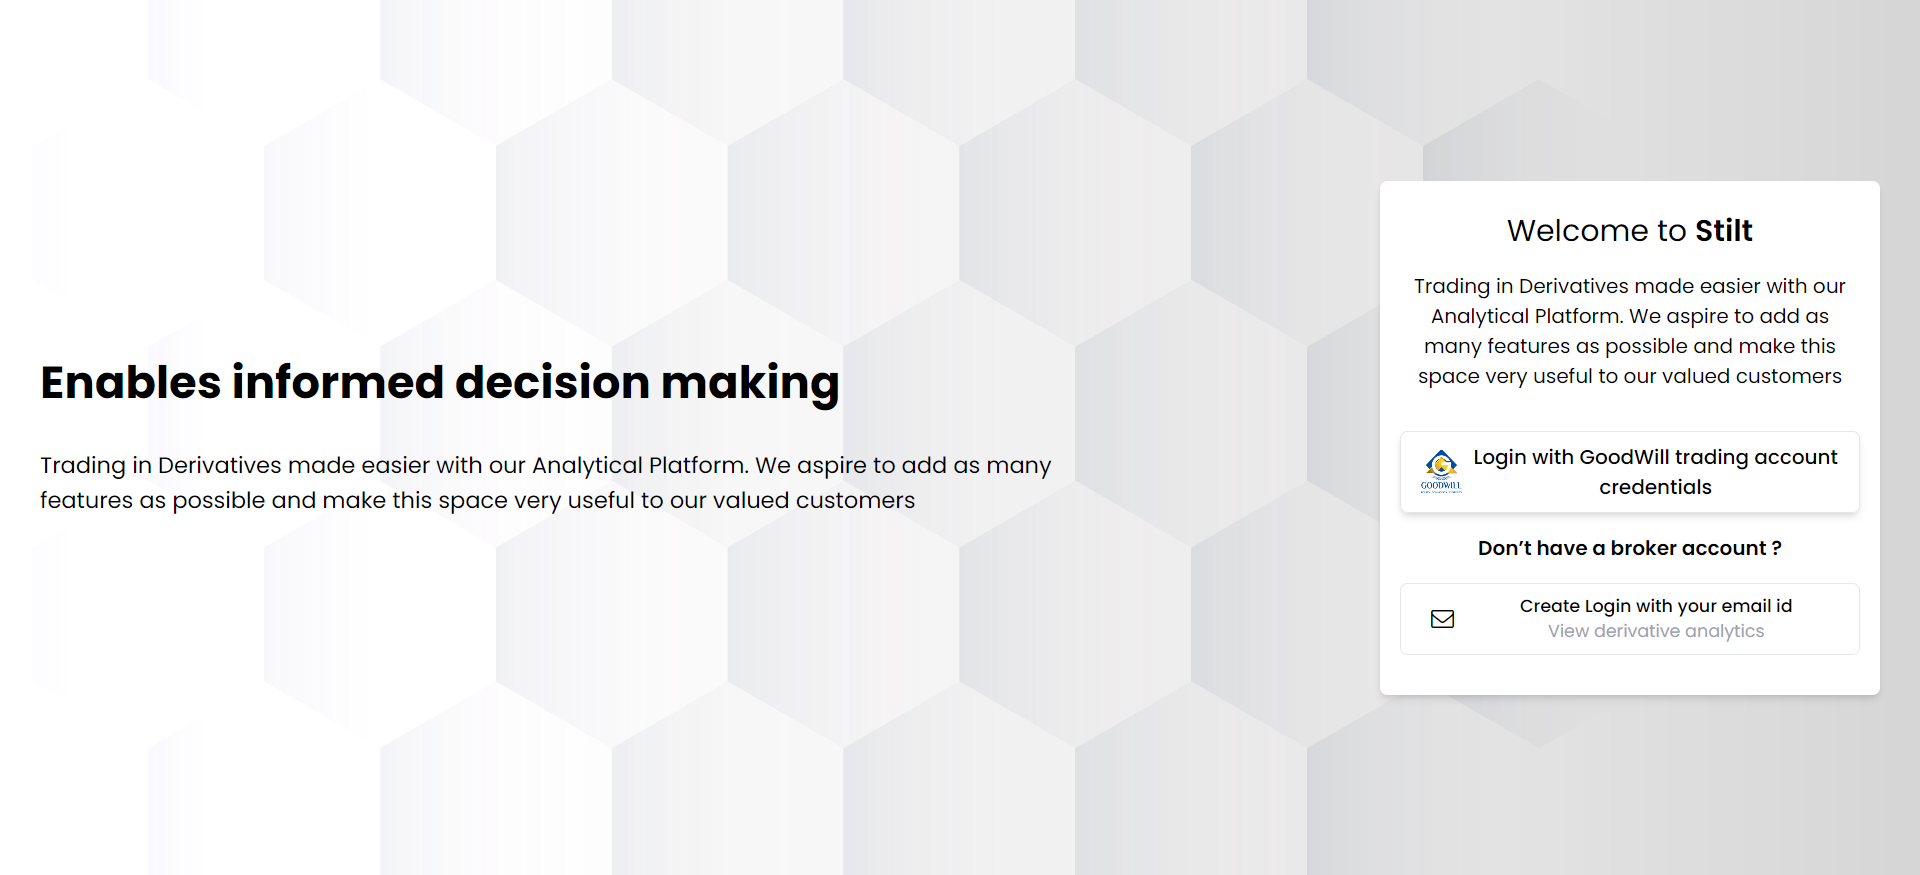 Enables informed decision making
Trading in Derivatives made easier with our Analytical Platform. We aspire to add as many
features as possible and make this space very useful to our valued customers
Welcome to Stilt
Trading in Derivatives made easier with our
Analytical Platform. We aspire to add as
many features as possible and make this
space very useful to our valued customers
GOODWILL
Login with GoodWill trading account
credentials
Don’t have a broker account ?
Create Login with your email id
View derivative analytics